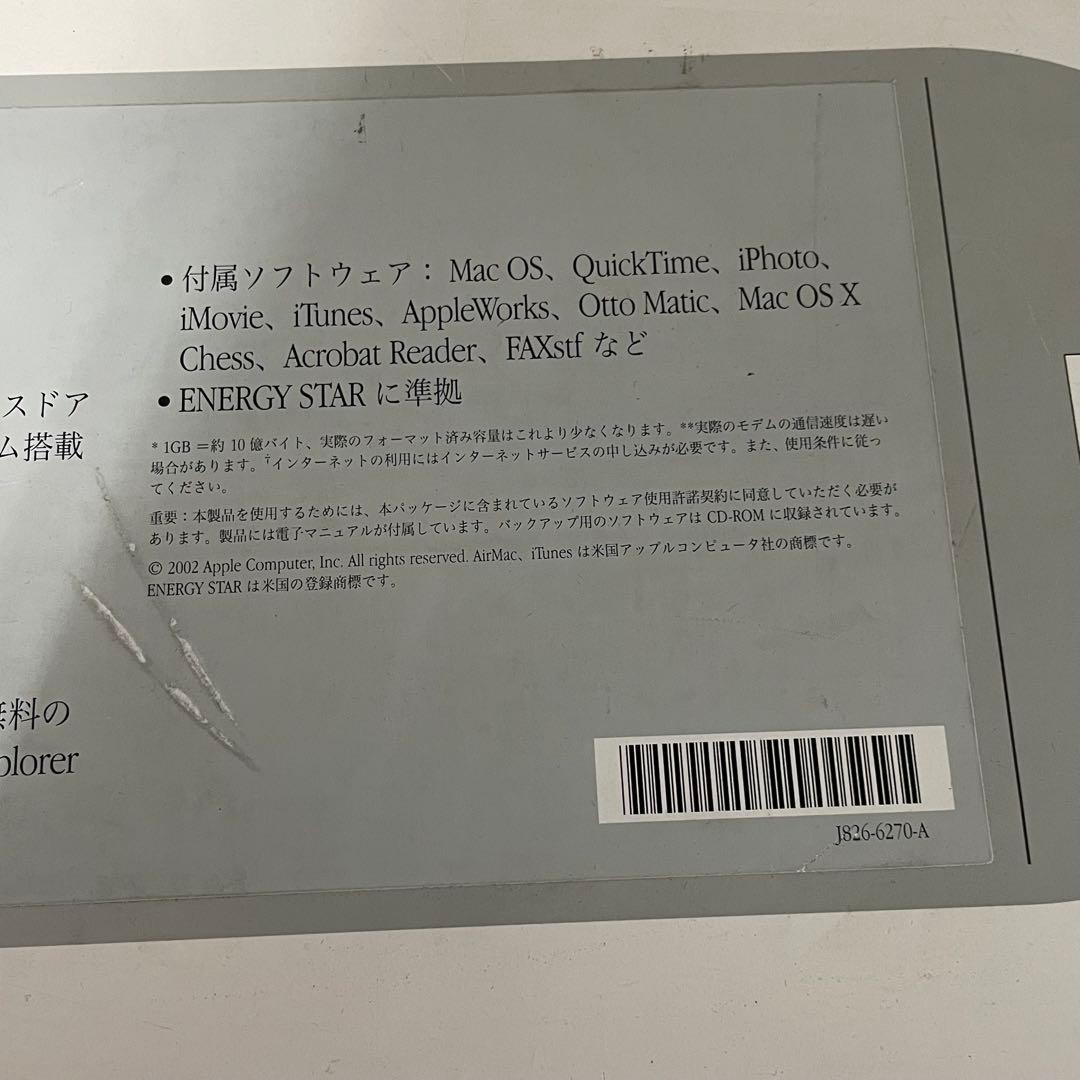 スドア
ム搭載
無料の
plorer
• 付属ソフトウェア： Mac OS、QuickTime、iPhoto、
iMovie、iTunes、AppleWorks、Otto Matic、Mac OS X
Chess、Acrobat Reader、FAXstf など
• ENERGY STAR に準拠
* 1GB ＝約 10 億バイト、実際のフォーマット済み容量はこれより少なくなります。**実際のモデムの通信速度は遅い
場合があります。†インターネットの利用にはインターネットサービスの申し込みが必要です。また、使用条件に従っ
てください。
重要：本製品を使用するためには、本パッケージに含まれているソフトウェア使用許諾契約に同意していただく必要が
あります。製品には電子マニュアルが付属しています。バックアップ用のソフトウェアは CD-ROM に収録されています。
© 2002 Apple Computer, Inc. All rights reserved. AirMac、iTunes は米国アップルコンピュータ社の商標です。
ENERGY STAR は米国の登録商標です。
J826-6270-A